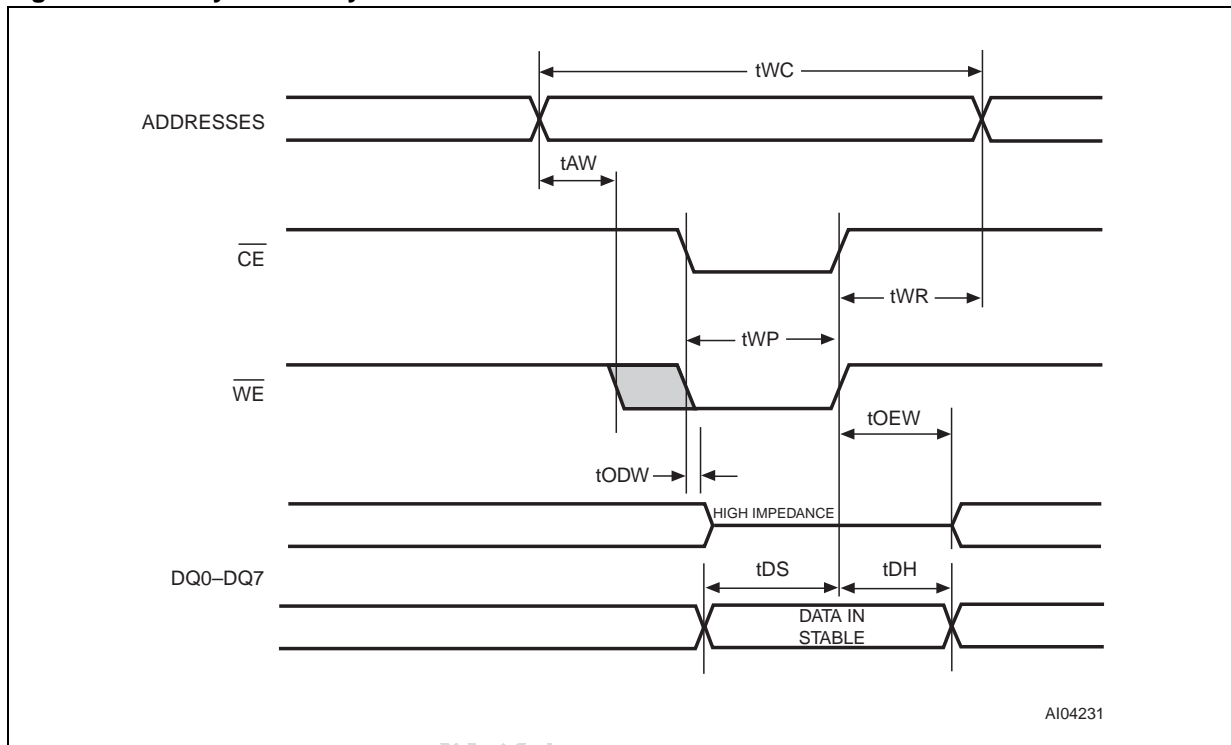 tWC
ADDRESSES
tAW
CE
tWR
tWP
WE
tOEW
tODW
HIGH IMPEDANCE
DQ0–DQ7
tDS
tDH
DATA IN
STABLE
AI04231